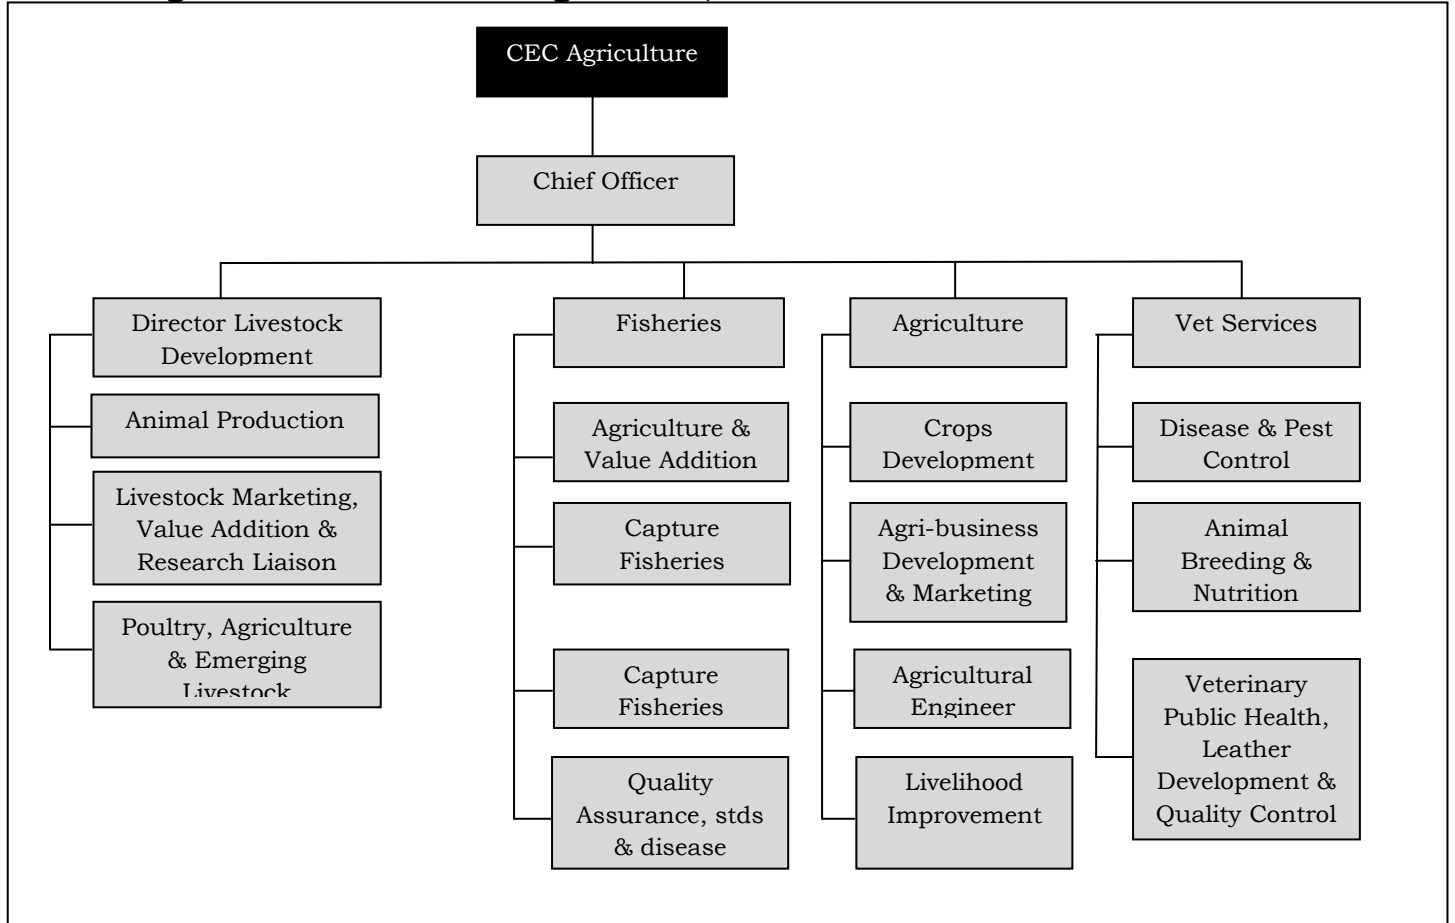 CEC Agriculture
Chief Officer
Director Livestock
Development
Animal Production
Livestock Marketing,
Value Addition &
Research Liaison
Poultry, Agriculture
& Emerging
Livestock
Fisheries
Agriculture &
Value Addition
Capture
Fisheries
Capture
Fisheries
Quality
Assurance, stds
& disease
Agriculture
Crops
Development
Agri-business
Development
& Marketing
Agricultural
Engineer
Livelihood
Improvement
Vet Services
Disease & Pest
Control
Animal
Breeding &
Nutrition
Veterinary
Public Health,
Leather
Development &
Quality Control